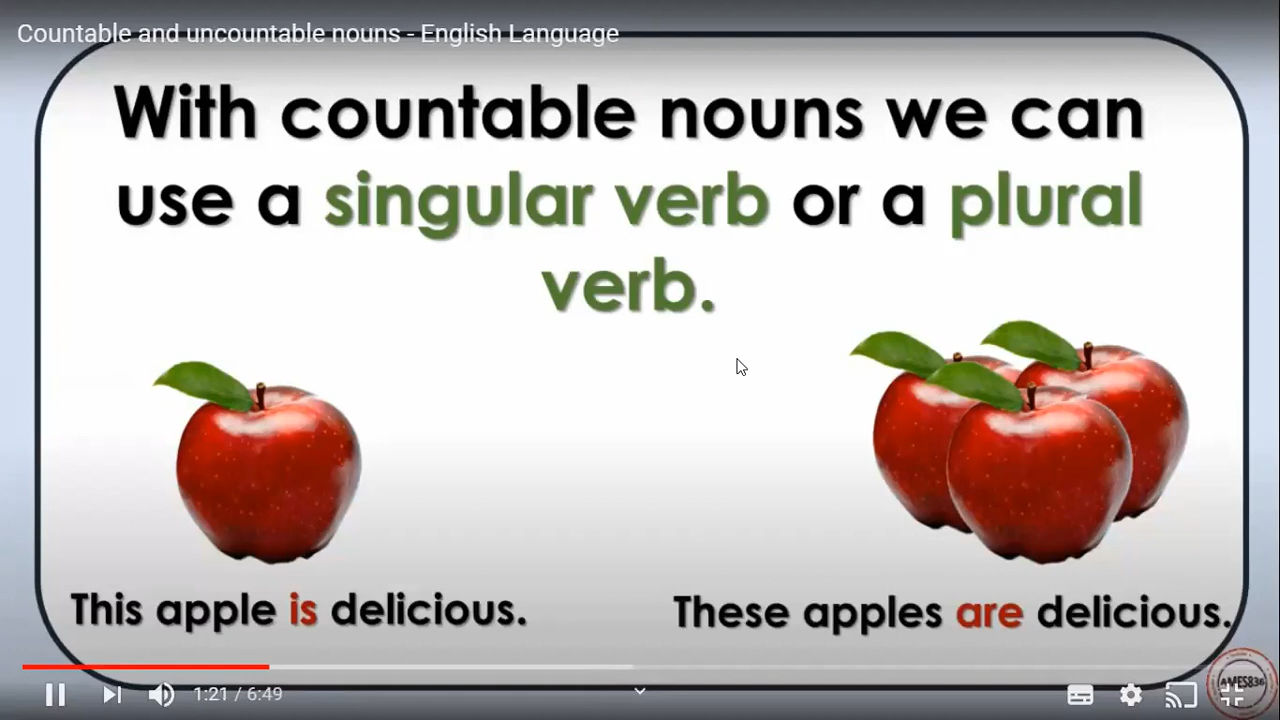 Countable and uncountable nouns - English Language
With countable nouns we can
use a singular verb or a plural
verb.
This apple is delicious.
These apples are delicious.
1:21 / 6:49